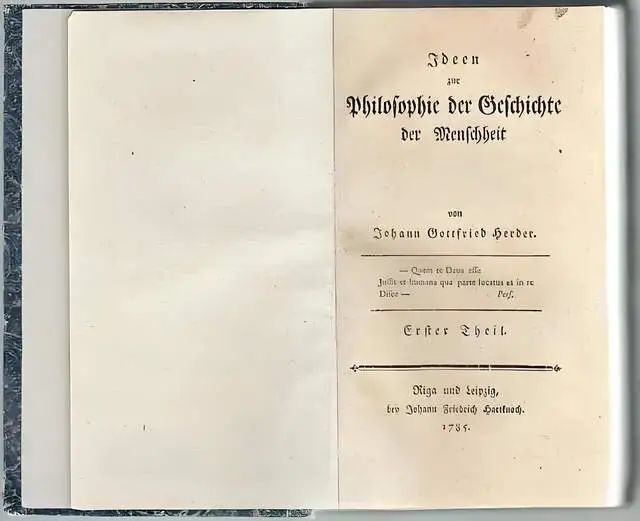 Ideen
zur
Philosophie der Geschichte
der Menschheit
von
Johann Gottfried Herder.
— Quem te Deus esse
Jussit et humana qua parte locatus es in re
Disce — Pers.
Erster Theil.
Riga und Leipzig,
bey Johann Friedrich Hartknoch.
1785.